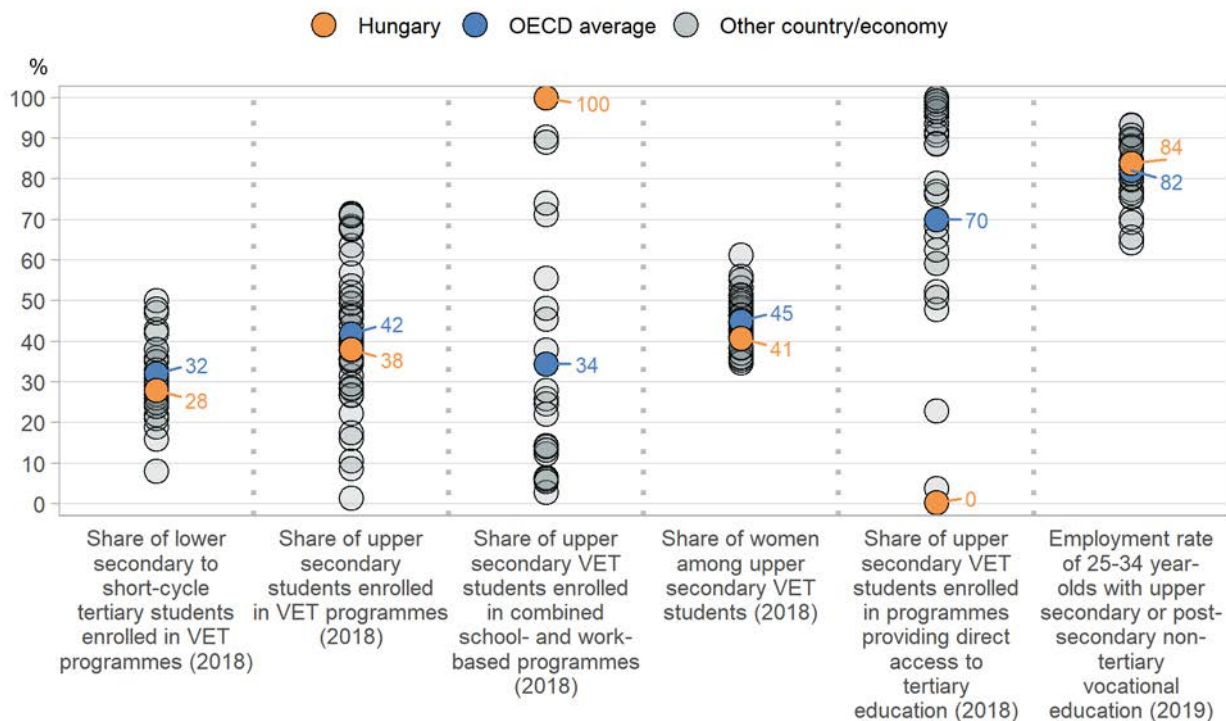 Hungary OECD average Other country/economy
%
100
90
80
70
60
50
40
30
20
10
0
32
28
42
38
100
34
45
41
70
0
84
82
Share of lower
secondary to
short-cycle
tertiary students
enrolled in VET
programmes (2018)
Share of upper
secondary
students enrolled
in VET programmes
(2018)
Share of upper
secondary VET
students enrolled
in combined
school- and work-
based programmes
(2018)
Share of women
among upper
secondary VET
students (2018)
Share of upper
secondary VET
students enrolled
in programmes
providing direct
access to
tertiary
education (2018)
Employment rate
of 25-34 year-
olds with upper
secondary or post-
secondary non-
tertiary
vocational
education (2019)